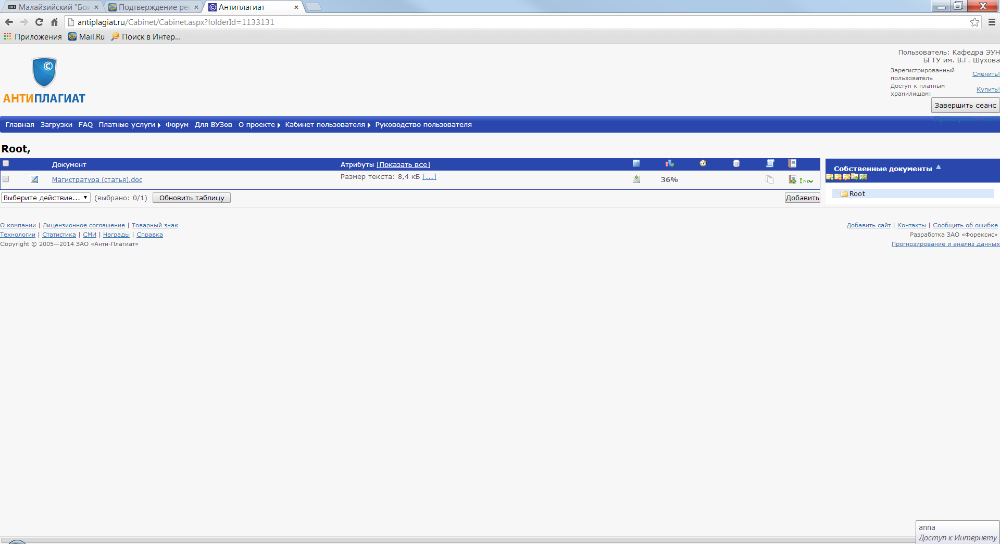 Малайзийский "Бои
Подтверждение ре
Антиплагиат
antiplagiat.ru/Cabinet/Cabinet.aspx?folderId=1133131
Приложения Mail.Ru Поиск в Интер...
Пользователь: Кафедра ЭУН
БГТУ им. В.Г. Шухова
Зарегистрированный
пользователь
Сменить!
Доступ к платным
хранилищам:
Купить!
Завершить сеанс
АНТИПЛАГИАТ
Главная Загрузки FAQ Платные услуги Форум Для ВУЗов О проекте Кабинет пользователя Руководство пользователя
Root,
Документ Атрибуты [Показать все]
Магистратура (статья).doc Размер текста: 8,4 кБ [...] 36% ! NEW
Выберите действие... (выбрано: 0/1) Обновить таблицу Добавить
Собственные документы
Root
О компании | Лицензионное соглашение | Товарный знак
Технологии | Статистика | СМИ | Награды | Справка
Copyright © 2005—2014 ЗАО «Анти-Плагиат»
Добавить сайт | Контакты | Сообщить об ошибке
Разработка ЗАО «Форексис»
Прогнозирование и анализ данных
anna
Доступ к Интернету